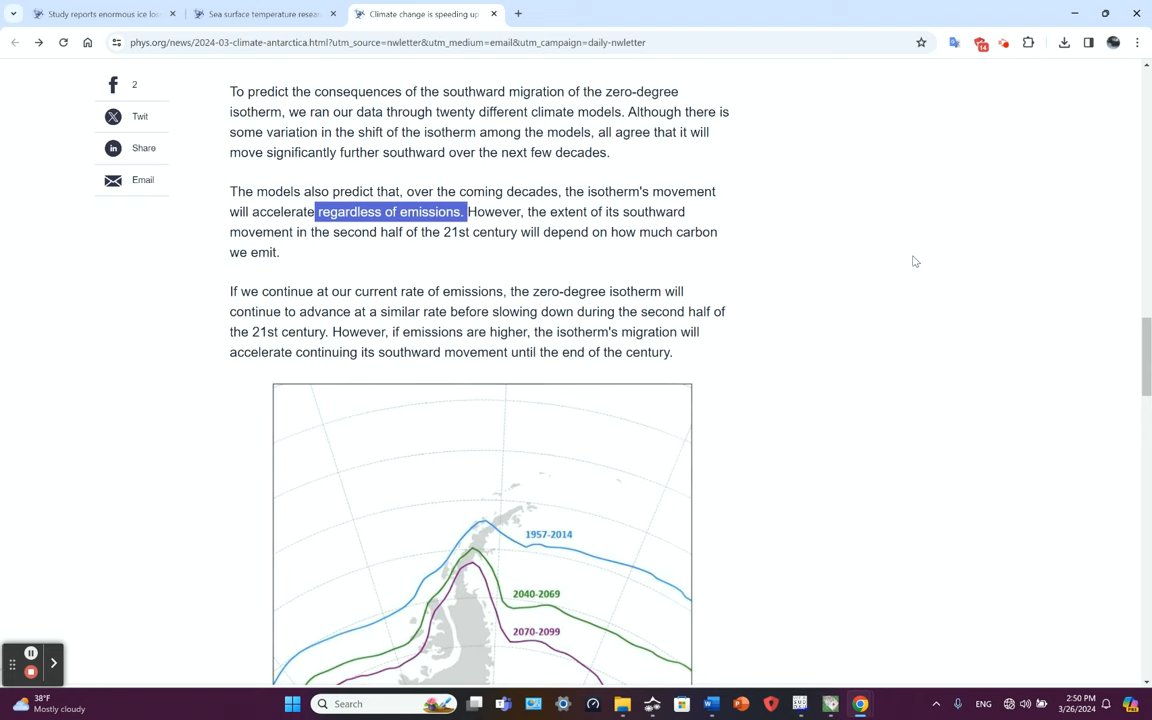 Study reports enormous ice los
Sea surface temperature resear
Climate change is speeding up
phys.org/news/2024-03-climate-antarctica.html?utm_source=nwletter&utm_medium=email&utm_campaign=daily-nwletter
14
2
Twit
Share
Email
To predict the consequences of the southward migration of the zero-degree
isotherm, we ran our data through twenty different climate models. Although there is
some variation in the shift of the isotherm among the models, all agree that it will
move significantly further southward over the next few decades.
The models also predict that, over the coming decades, the isotherm's movement
will accelerate regardless of emissions. However, the extent of its southward
movement in the second half of the 21st century will depend on how much carbon
we emit.
If we continue at our current rate of emissions, the zero-degree isotherm will
continue to advance at a similar rate before slowing down during the second half of
the 21st century. However, if emissions are higher, the isotherm's migration will
accelerate continuing its southward movement until the end of the century.
1957-2014
2040-2069
2070-2099
38°F
Mostly cloudy
Search
ENG
2:50 PM
3/26/2024